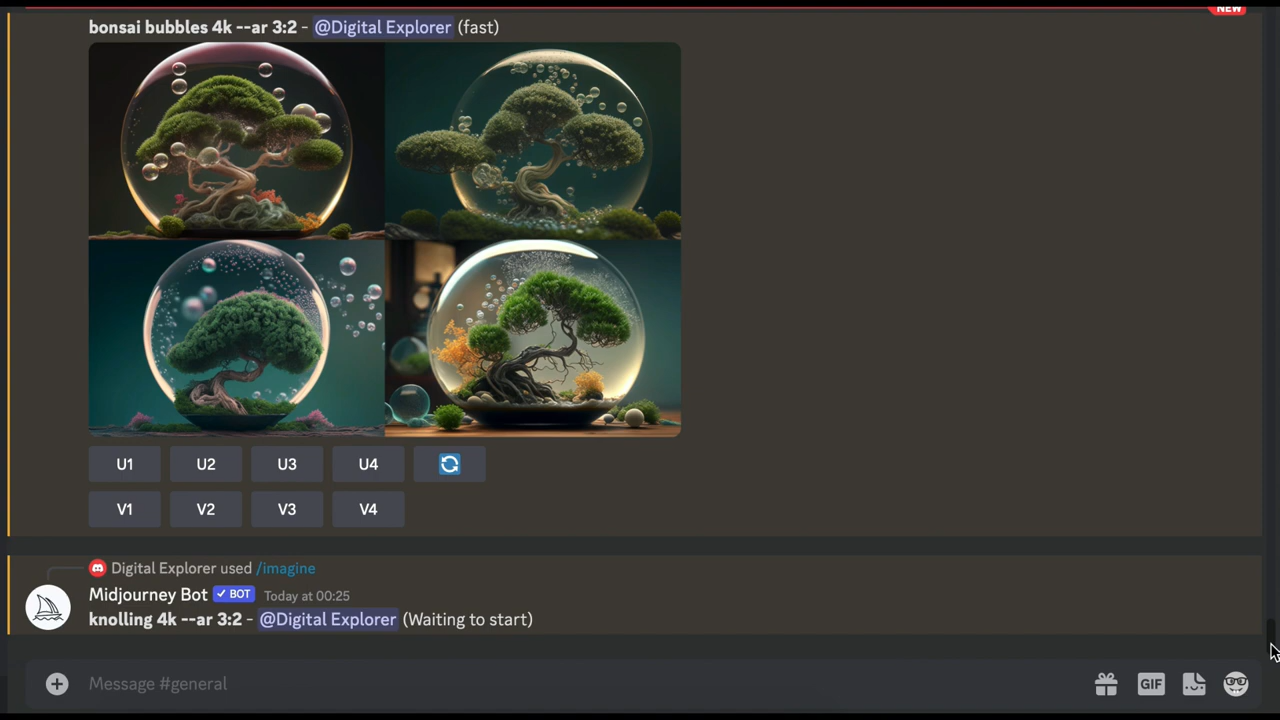 NEW
bonsai bubbles 4k --ar 3:2 - @Digital Explorer (fast)
U1 U2 U3 U4
V1 V2 V3 V4
Digital Explorer used /imagine
Midjourney Bot ✓ BOT Today at 00:25
knolling 4k --ar 3:2 - @Digital Explorer (Waiting to start)
Message #general GIF